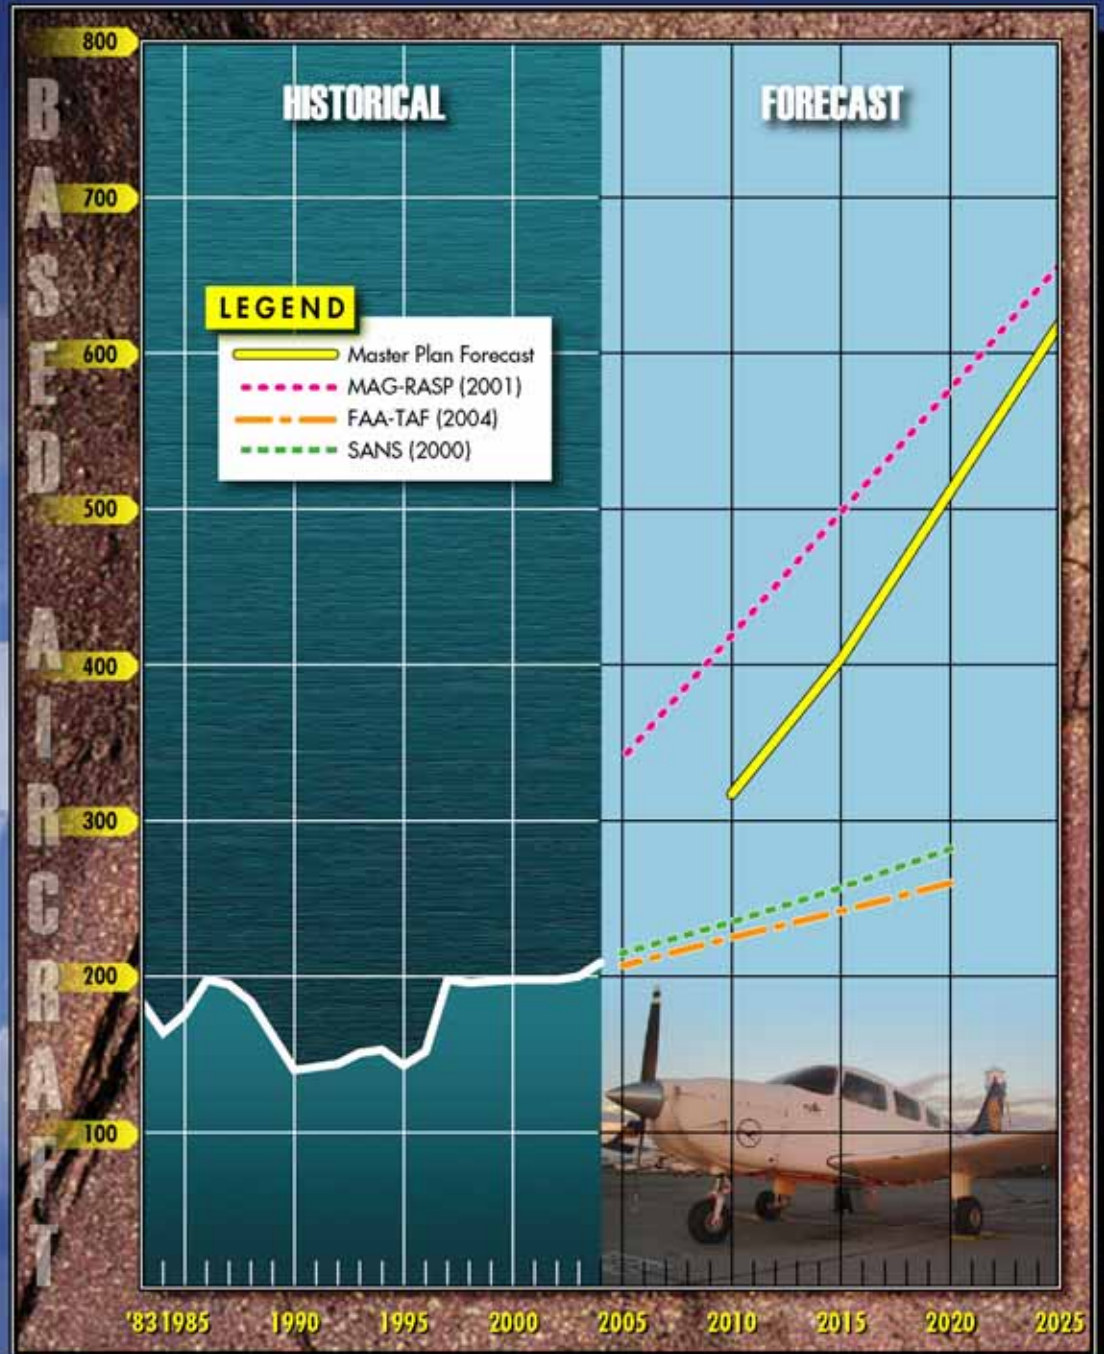 BASED AIRCRAFT
800
700
600
500
400
300
200
100
HISTORICAL
FORECAST
LEGEND
Master Plan Forecast
MAG-RASP (2001)
FAA-TAF (2004)
SANS (2000)
'83 1985 1990 1995 2000 2005 2010 2015 2020 2025